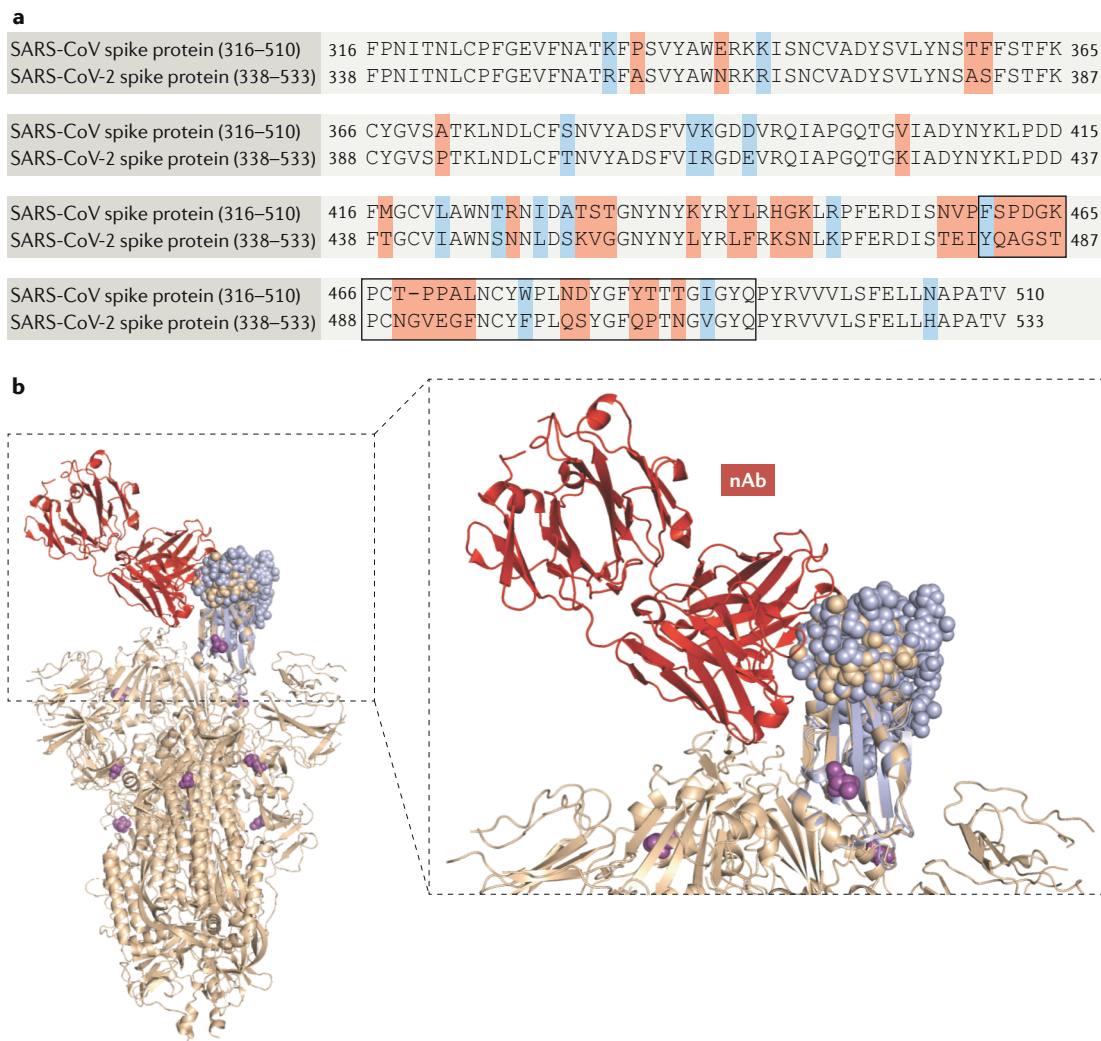 a
SARS-CoV spike protein (316–510) 316 FPNITNLCPFGEVFNATKFPSVYAWERKKISNCVADYSVLYNSTFFSTFK 365
SARS-CoV-2 spike protein (338–533) 338 FPNITNLCPFGEVFNATRFASVYAWNRKRISNCVADYSVLYNSASFSTFK 387
SARS-CoV spike protein (316–510) 366 CYGVSATKLNDLCFSNVYADSFVVKGDDVRQIAPGQTGVIADYNYKLPDD 415
SARS-CoV-2 spike protein (338–533) 388 CYGVSPTKLNDLCFTNVYADSFVIRGDEVRQIAPGQTGKIADYNYKLPDD 437
SARS-CoV spike protein (316–510) 416 FMGCVLAWNTRNIDATSTGNYNYKYRYLRHGKLRPFERDISNVPFSPDGK 465
SARS-CoV-2 spike protein (338–533) 438 FTGCVIAWNSNNLDSKVGGNYNYLYRLFRKSNLKPFERDISTEIYQAGST 487
SARS-CoV spike protein (316–510) 466 PCT-PPALNCYWPLNDYGFYTTTGIGYQPYRVVVLSFELLNAPATV 510
SARS-CoV-2 spike protein (338–533) 488 PCNGVEGFNCYFPLQSYGFQPTNGVGYQPYRVVVLSFELLHAPATV 533
b
nAb